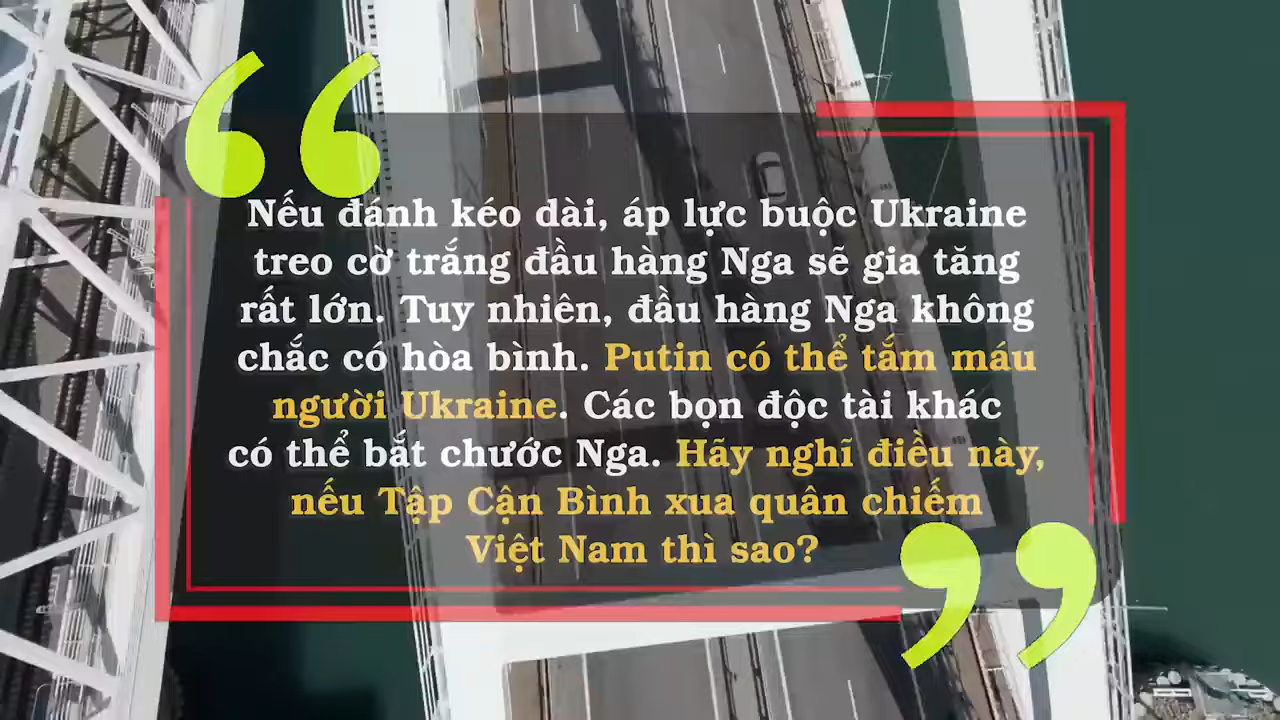 Nếu đánh kéo dài, áp lực buộc Ukraine
treo cờ trắng đầu hàng Nga sẽ gia tăng
rất lớn. Tuy nhiên, đầu hàng Nga không
chắc có hòa bình. Putin có thể tắm máu
người Ukraine. Các bọn độc tài khác
có thể bắt chước Nga. Hãy nghĩ điều này,
nếu Tập Cận Bình xua quân chiếm
Việt Nam thì sao?